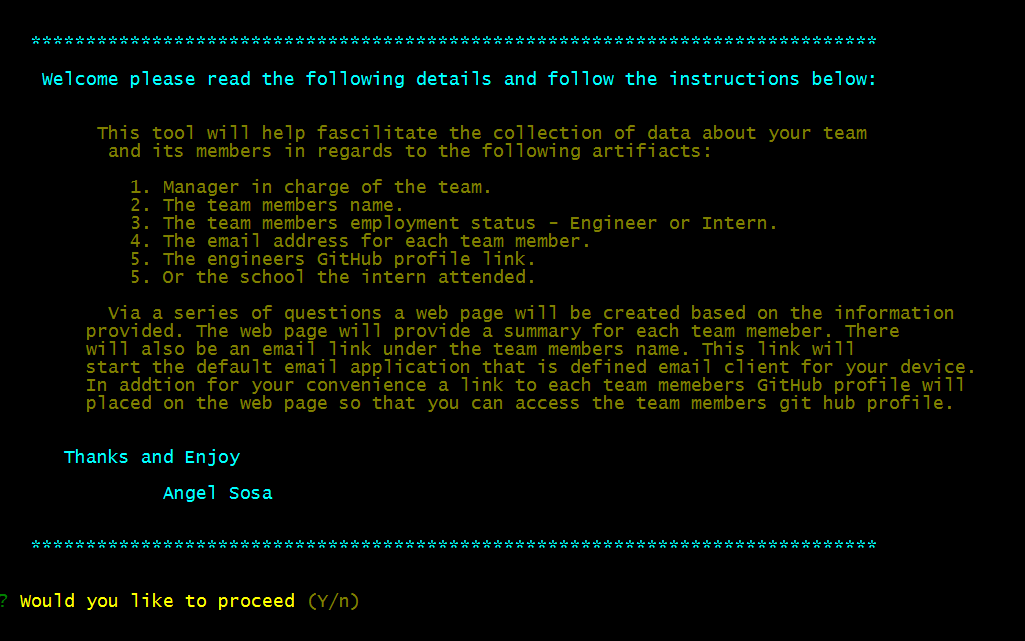 *****************************************************************************
Welcome please read the following details and follow the instructions below:
This tool will help fascilitate the collection of data about your team
and its members in regards to the following artifiacts:
1. Manager in charge of the team.
2. The team members name.
3. The team members employment status - Engineer or Intern.
4. The email address for each team member.
5. The engineers GitHub profile link.
5. Or the school the intern attended.
Via a series of questions a web page will be created based on the information
provided. The web page will provide a summary for each team memeber. There
will also be an email link under the team members name. This link will
start the default email application that is defined email client for your device.
In addtion for your convenience a link to each team memebers GitHub profile will
placed on the web page so that you can access the team members git hub profile.
Thanks and Enjoy
Angel Sosa
*****************************************************************************
? Would you like to proceed (Y/n)